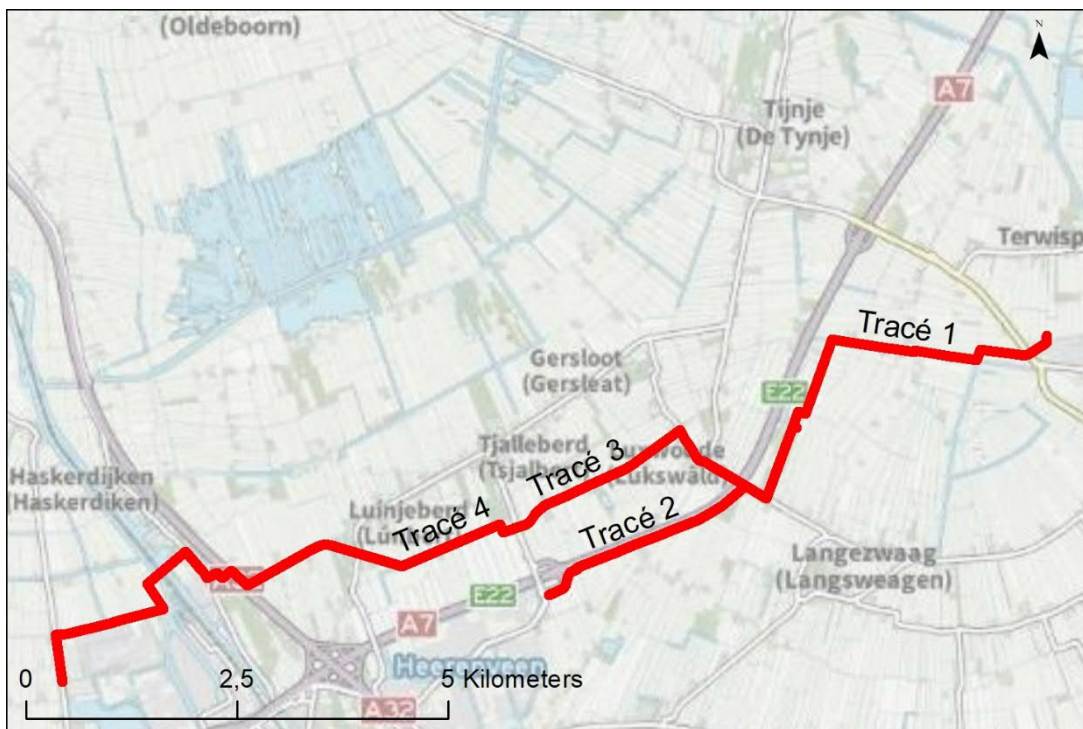 (Oldeboorn)
N
A7
Tijnje
(De Tynje)
Terwisp
Tracé 1
Gersloot
(Gersleat)
E22
Tjalleberd
Tracé 3
Haskerdijken
(Haskerdiken)
Luinjeberd
Tracé 4
Tracé 2
Lukswâld)
Langezwaag
(Langsweagen)
E22
A7
Heerenveen
0
2,5
5 Kilometers
A32